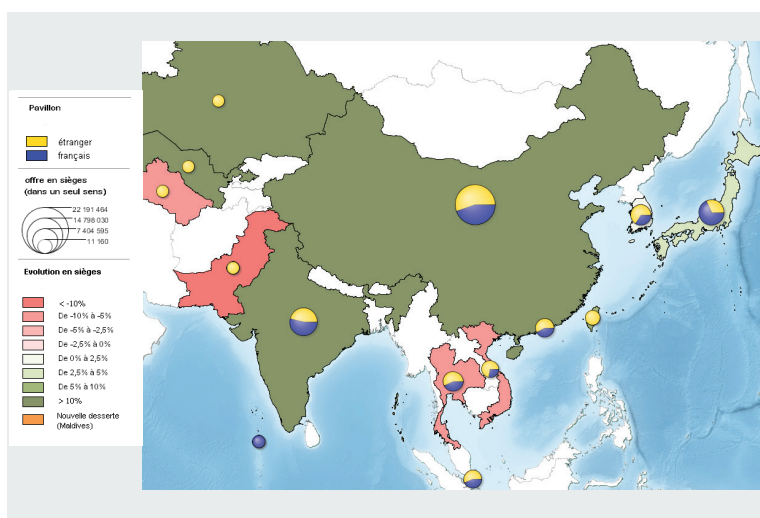 Pavillon
étranger
français
offre en sièges
(dans un seul sens)
22 191 464
14 798 030
7 404 595
11 160
Evolution en sièges
< -10%
De -10% à -5%
De -5% à -2,5%
De -2,5% à 0%
De 0% à 2,5%
De 2,5% à 5%
De 5% à 10%
> 10%
Nouvelle desserte
(Maldives)